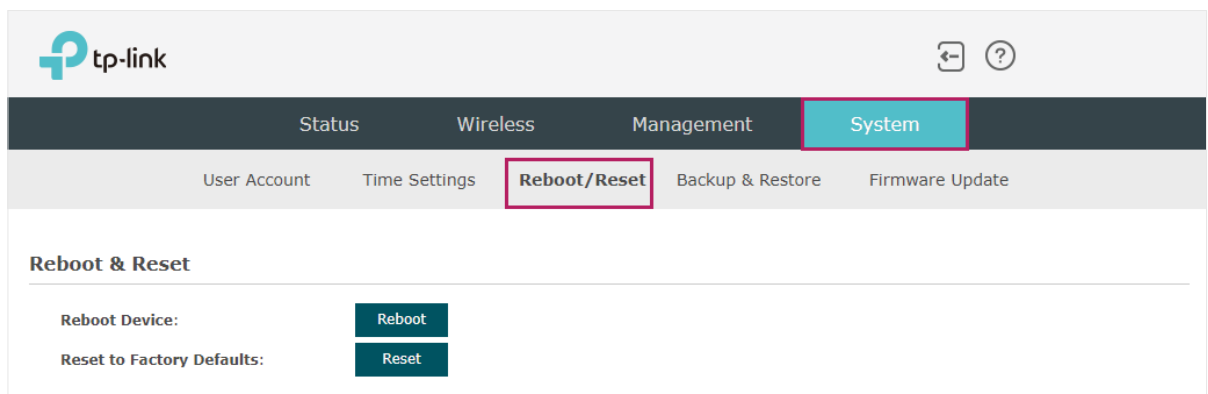 tp-link
Status Wireless Management System
User Account Time Settings Reboot/Reset Backup & Restore Firmware Update
Reboot & Reset
Reboot Device: Reboot
Reset to Factory Defaults: Reset